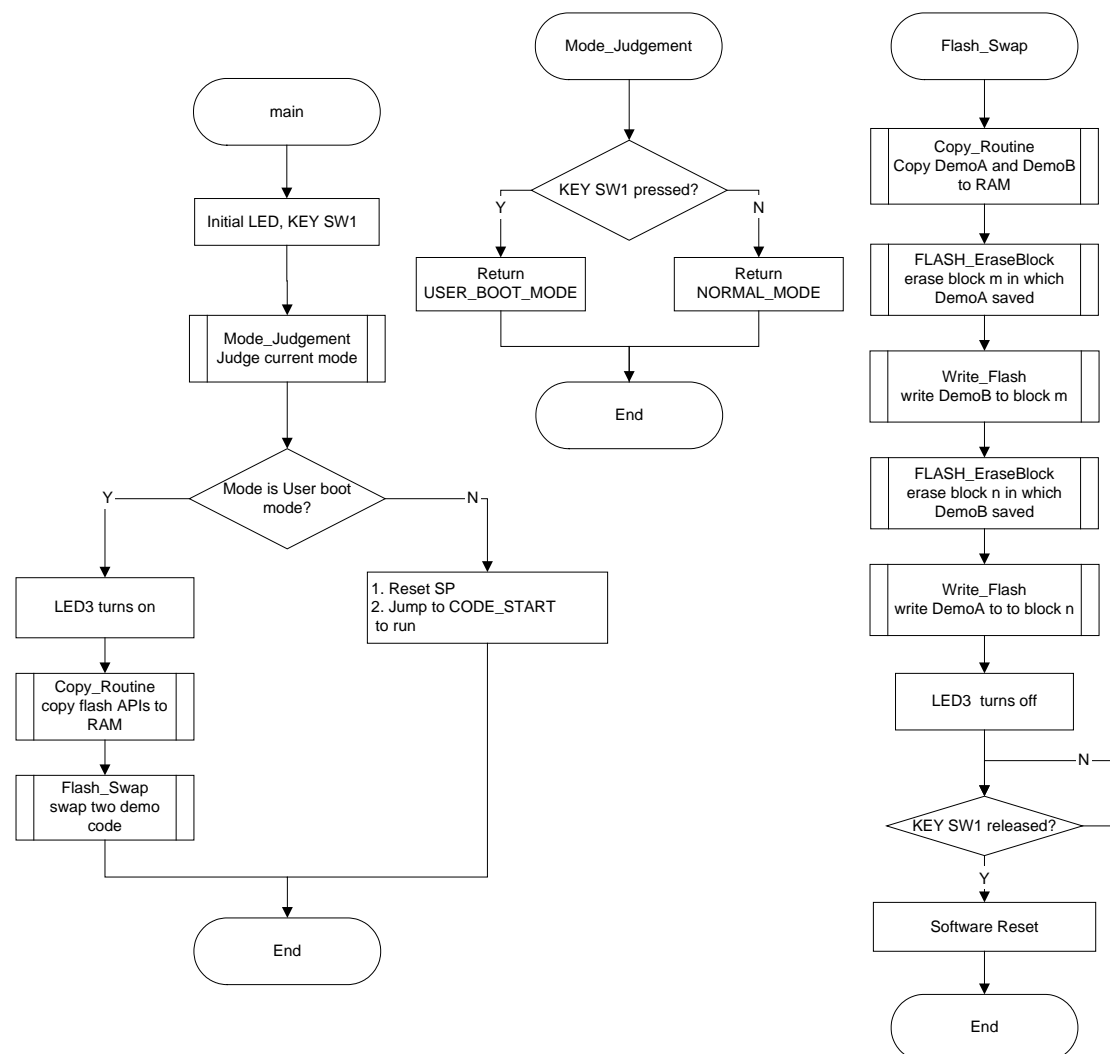 main
Initial LED, KEY SW1
Mode_Judgement
Judge current mode
Mode is User boot
mode?
Y
N
LED3 turns on
1. Reset SP
2. Jump to CODE_START
to run
Copy_Routine
copy flash APIs to
RAM
Flash_Swap
swap two demo
code
End
Mode_Judgement
KEY SW1 pressed?
Y
N
Return
USER_BOOT_MODE
Return
NORMAL_MODE
End
Flash_Swap
Copy_Routine
Copy DemoA and DemoB
to RAM
FLASH_EraseBlock
erase block m in which
DemoA saved
Write_Flash
write DemoB to block m
FLASH_EraseBlock
erase block n in which
DemoB saved
Write_Flash
write DemoA to to block n
LED3 turns off
N
KEY SW1 released?
Y
Software Reset
End